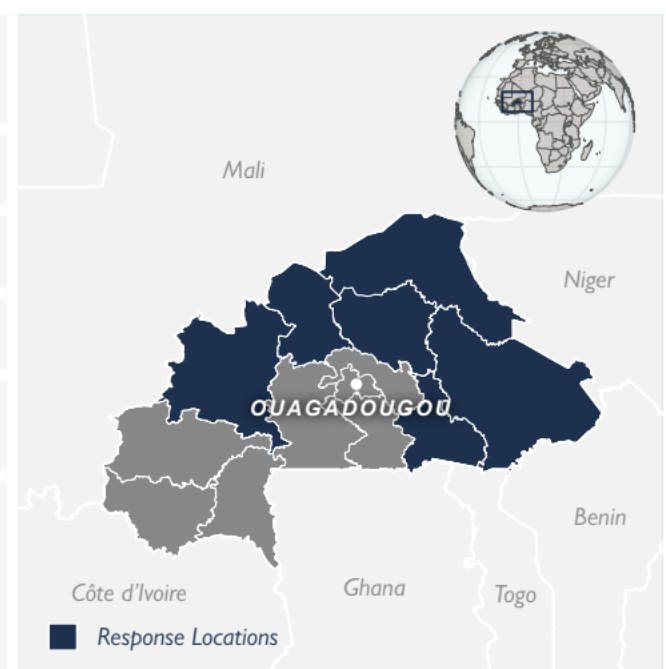 Mali
Niger
OUAGADOUGOU
Benin
Côte d'Ivoire
Ghana
Togo
Response Locations